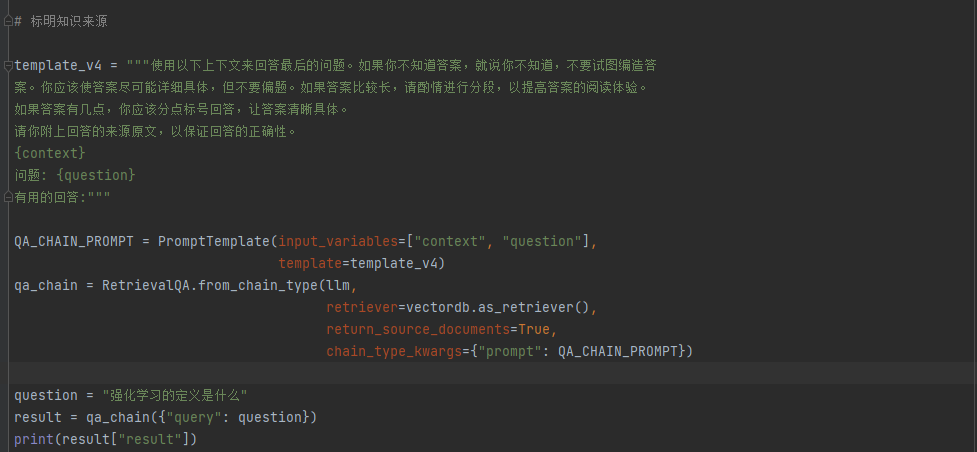 # 标明知识来源
template_v4 = """使用以下上下文来回答最后的问题。如果你不知道答案，就说你不知道，不要试图编造答
案。你应该使答案尽可能详细具体，但不要偏题。如果答案比较长，请酌情进行分段，以提高答案的阅读体验。
如果答案有几点，你应该分点标号回答，让答案清晰具体。
请你附上回答的来源原文，以保证回答的正确性。
{context}
问题: {question}
有用的回答:"""
QA_CHAIN_PROMPT = PromptTemplate(input_variables=["context", "question"],
template=template_v4)
qa_chain = RetrievalQA.from_chain_type(llm,
retriever=vectordb.as_retriever(),
return_source_documents=True,
chain_type_kwargs={"prompt": QA_CHAIN_PROMPT})
question = "强化学习的定义是什么"
result = qa_chain({"query": question})
print(result["result"])